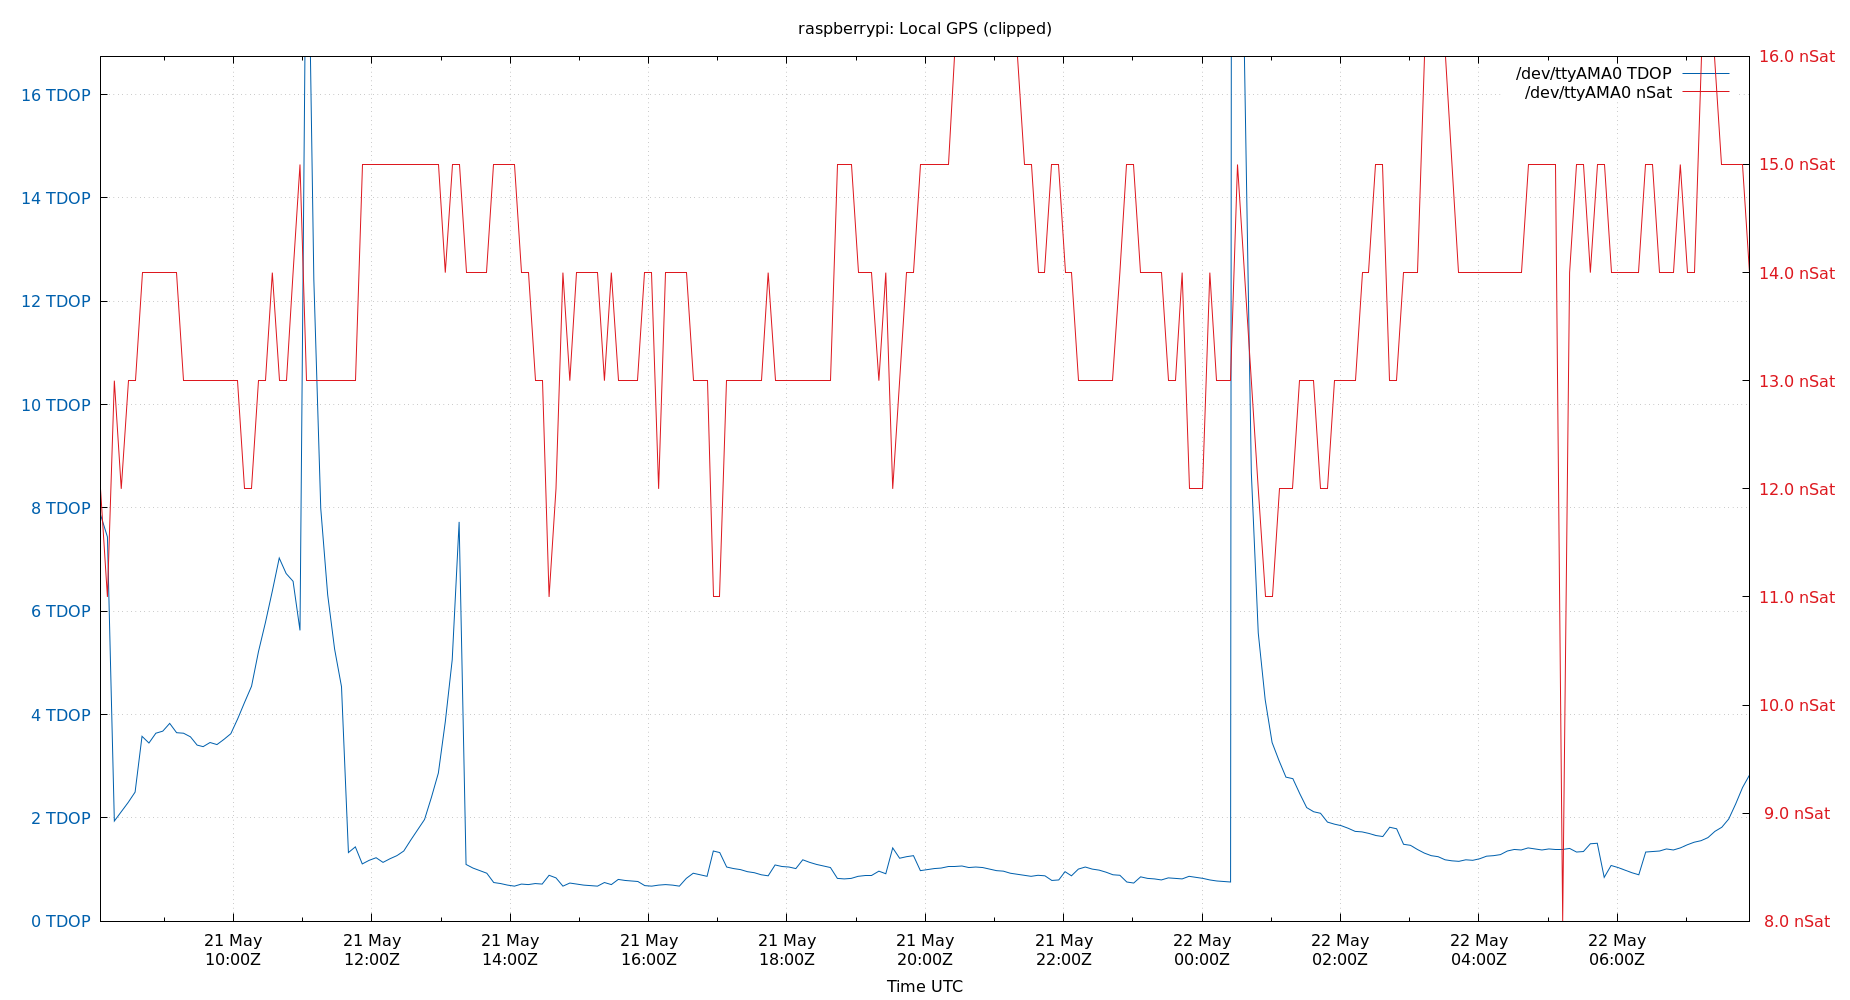 raspberrypi: Local GPS (clipped)
/dev/ttyAMA0 TDOP
/dev/ttyAMA0 nSat
16 TDOP
14 TDOP
12 TDOP
10 TDOP
8 TDOP
6 TDOP
4 TDOP
2 TDOP
0 TDOP
16.0 nSat
15.0 nSat
14.0 nSat
13.0 nSat
12.0 nSat
11.0 nSat
10.0 nSat
9.0 nSat
8.0 nSat
21 May
10:00Z
21 May
12:00Z
21 May
14:00Z
21 May
16:00Z
21 May
18:00Z
21 May
20:00Z
21 May
22:00Z
22 May
00:00Z
22 May
02:00Z
22 May
04:00Z
22 May
06:00Z
Time UTC